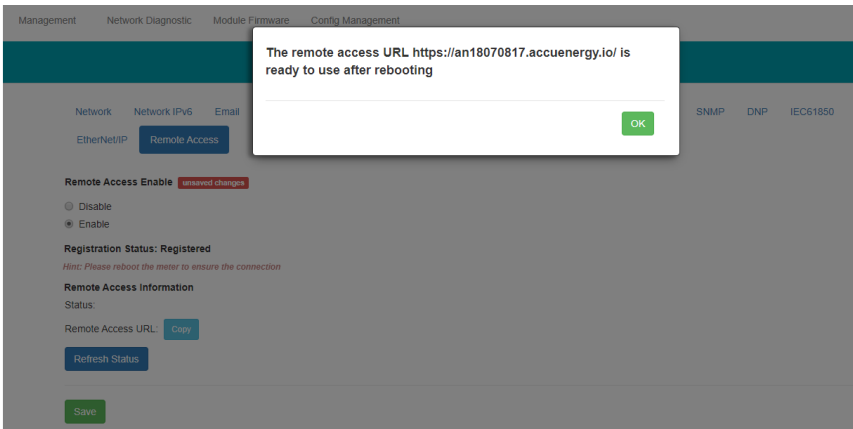 Management Network Diagnostic Module Firmware Config Management
The remote access URL https://an18070817.accuenergy.io/ is
ready to use after rebooting
OK
Network Network IPv6 Email SNMP DNP IEC61850
EtherNet/IP Remote Access
Remote Access Enable unsaved changes
Disable
Enable
Registration Status: Registered
Hint: Please reboot the meter to ensure the connection
Remote Access Information
Status:
Remote Access URL: Copy
Refresh Status
Save